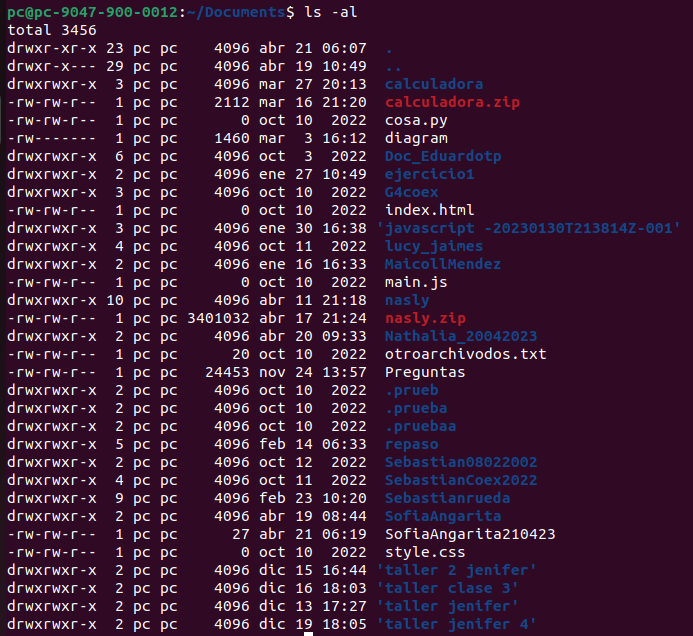 pc@pc-9047-900-0012:~/Documents$ ls -al
total 3456
drwxr-xr-x 23 pc pc    4096 abr 21 06:07  .
drwxr-x--- 29 pc pc    4096 abr 19 10:49  ..
drwxrwxr-x  3 pc pc    4096 mar 27 20:13  calculadora
-rw-rw-r--  1 pc pc    2112 mar 16 21:20  calculadora.zip
-rw-rw-r--  1 pc pc       0 oct 10  2022  cosa.py
-rw-------  1 pc pc    1460 mar  3 16:12  diagram
drwxrwxr-x  6 pc pc    4096 oct  3  2022  Doc_Eduardotp
drwxrwxr-x  2 pc pc    4096 ene 27 10:49  ejercicio1
drwxrwxr-x  3 pc pc    4096 oct 10  2022  G4coex
-rw-rw-r--  1 pc pc       0 oct 10  2022  index.html
drwxrwxr-x  3 pc pc    4096 ene 30 16:38 'javascript -20230130T213814Z-001'
drwxrwxr-x  4 pc pc    4096 oct 11  2022  lucy_jaimes
drwxrwxr-x  2 pc pc    4096 ene 16 16:33  MaicollMendez
-rw-rw-r--  1 pc pc       0 oct 10  2022  main.js
drwxrwxr-x 10 pc pc    4096 abr 11 21:18  nasly
-rw-rw-r--  1 pc pc 3401032 abr 17 21:24  nasly.zip
drwxrwxr-x  2 pc pc    4096 abr 20 09:33  Nathalia_20042023
-rw-rw-r--  1 pc pc      20 oct 10  2022  otroarchivodos.txt
-rw-rw-r--  1 pc pc   24453 nov 24 13:57  Preguntas
drwxrwxr-x  2 pc pc    4096 oct 10  2022  .prueb
drwxrwxr-x  2 pc pc    4096 oct 10  2022  .prueba
drwxrwxr-x  2 pc pc    4096 oct 10  2022  .pruebaa
drwxrwxr-x  5 pc pc    4096 feb 14 06:33  repaso
drwxrwxr-x  2 pc pc    4096 oct 12  2022  Sebastian08022002
drwxrwxr-x  4 pc pc    4096 oct 11  2022  SebastianCoex2022
drwxrwxr-x  9 pc pc    4096 feb 23 10:20  Sebastianrueda
drwxrwxr-x  2 pc pc    4096 abr 19 08:44  SofiaAngarita
-rw-rw-r--  1 pc pc      27 abr 21 06:19  SofiaAngarita210423
-rw-rw-r--  1 pc pc       0 oct 10  2022  style.css
drwxrwxr-x  2 pc pc    4096 dic 15 16:44 'taller 2 jenifer'
drwxrwxr-x  2 pc pc    4096 dic 16 18:03 'taller clase 3'
drwxrwxr-x  2 pc pc    4096 dic 13 17:27 'taller jenifer'
drwxrwxr-x  2 pc pc    4096 dic 19 18:05 'taller jenifer 4'